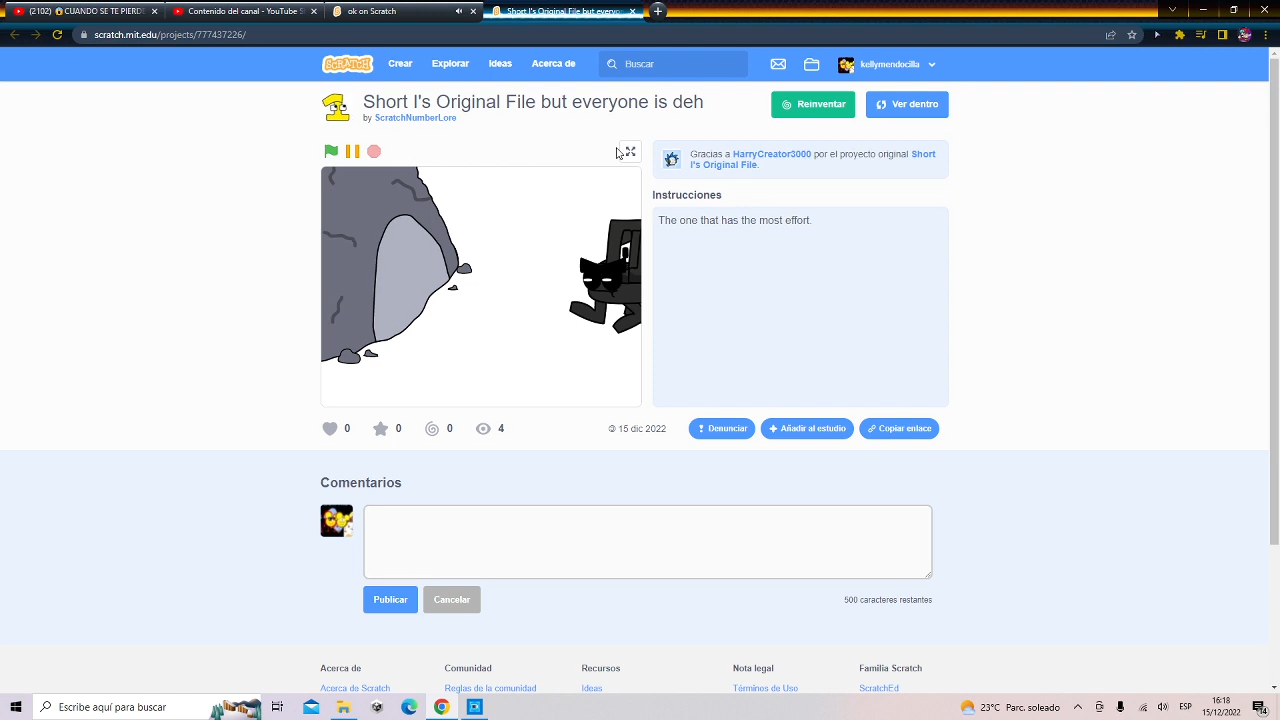 (2102) 😱CUANDO SE TE PIERDE
Contenido del canal - YouTube St
ok on Scratch
Short I's Original File but everyone
scratch.mit.edu/projects/777437226/
SCRATCH
Crear
Explorar
Ideas
Acerca de
Buscar
kellymendocilla
Short I's Original File but everyone is deh
by ScratchNumberLore
Reinventar
Ver dentro
Gracias a HarryCreator3000 por el proyecto original Short
I's Original File.
Instrucciones
The one that has the most effort.
0
0
0
4
© 15 dic 2022
Denunciar
Añadir al estudio
Copiar enlace
Comentarios
Publicar
Cancelar
500 caracteres restantes
Acerca de
Comunidad
Recursos
Nota legal
Familia Scratch
Acerca de Scratch
Reglas de la comunidad
Ideas
Términos de Uso
ScratchEd
Escribe aquí para buscar
23°C Parc. soleado
ESP
16:06:18
15/12/2022